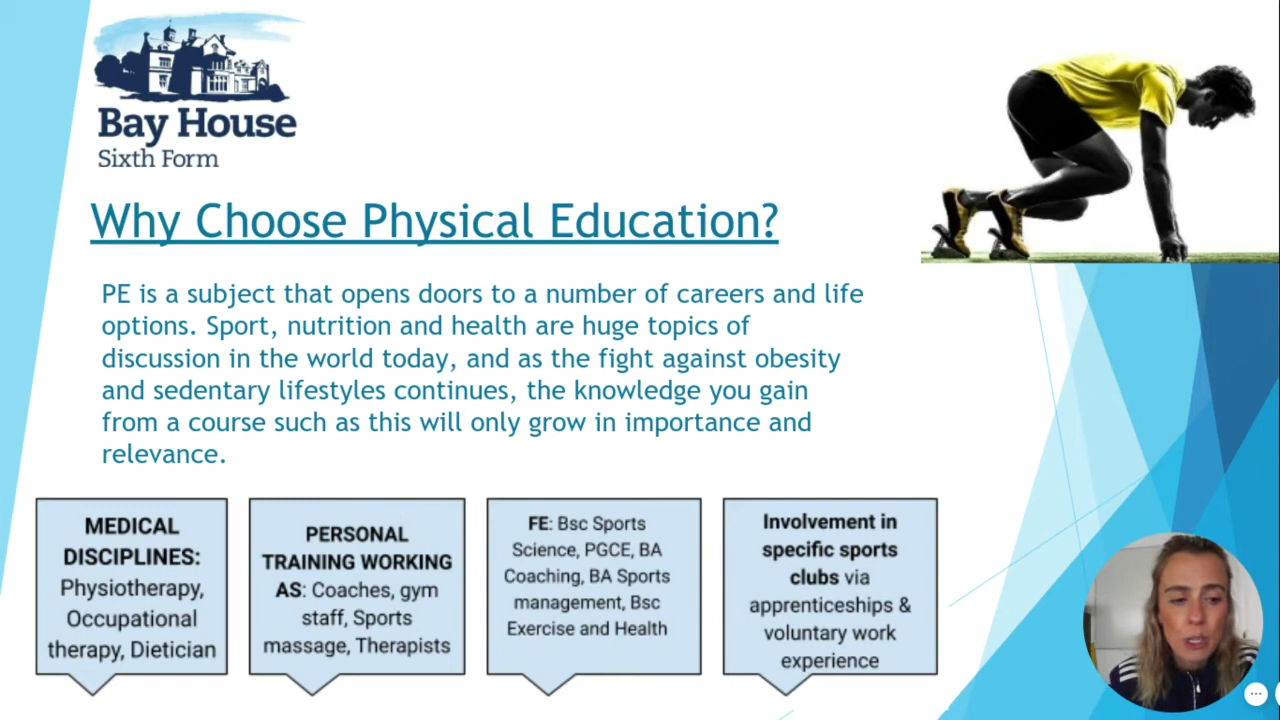 Bay House
Sixth Form
Why Choose Physical Education?
PE is a subject that opens doors to a number of careers and life
options. Sport, nutrition and health are huge topics of
discussion in the world today, and as the fight against obesity
and sedentary lifestyles continues, the knowledge you gain
from a course such as this will only grow in importance and
relevance.
MEDICAL
DISCIPLINES:
Physiotherapy,
Occupational
therapy, Dietician
PERSONAL
TRAINING WORKING
AS: Coaches, gym
staff, Sports
massage, Therapists
FE: Bsc Sports
Science, PGCE, BA
Coaching, BA Sports
management, Bsc
Exercise and Health
Involvement in
specific sports
clubs via
apprenticeships &
voluntary work
experience